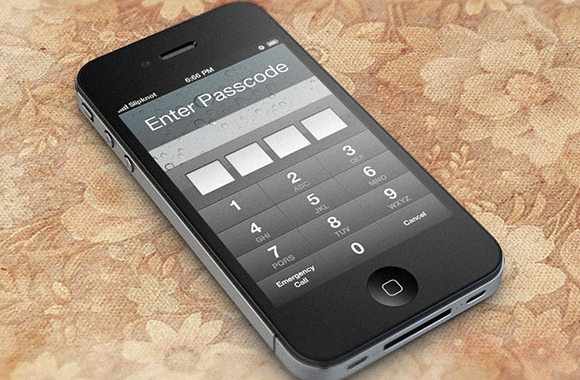 Slipknot
6:66 PM
Enter Passcode
1
2
ABC
3
DEF
4
GHI
5
JKL
6
MNO
7
PQRS
8
TUV
9
WXYZ
Emergency
Call
0
Cancel